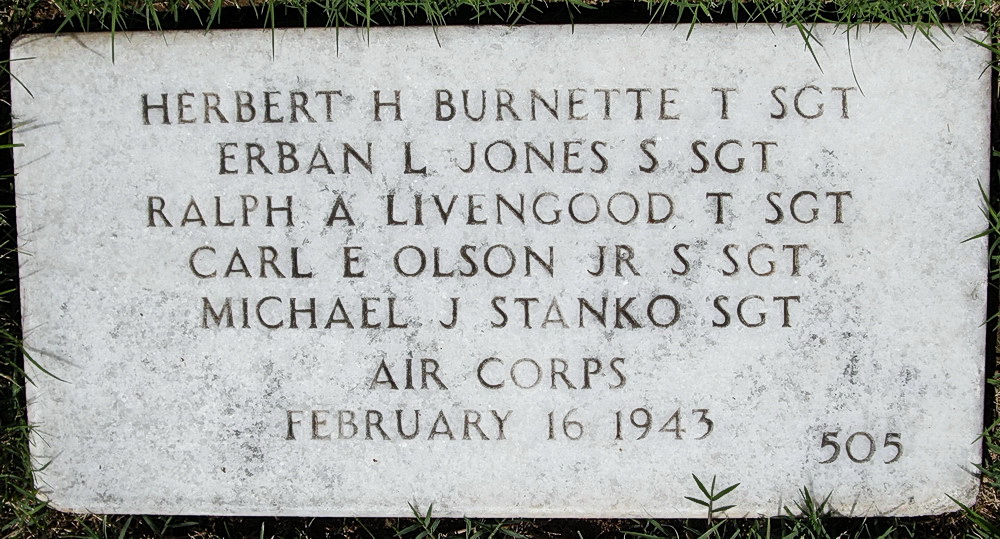 HERBERT H BURNETTE T SGT
ERBAN L JONES S SGT
RALPH A LIVENGOOD T SGT
CARL E OLSON JR S SGT
MICHAEL J STANKO SGT
AIR CORPS
FEBRUARY 16 1943
505